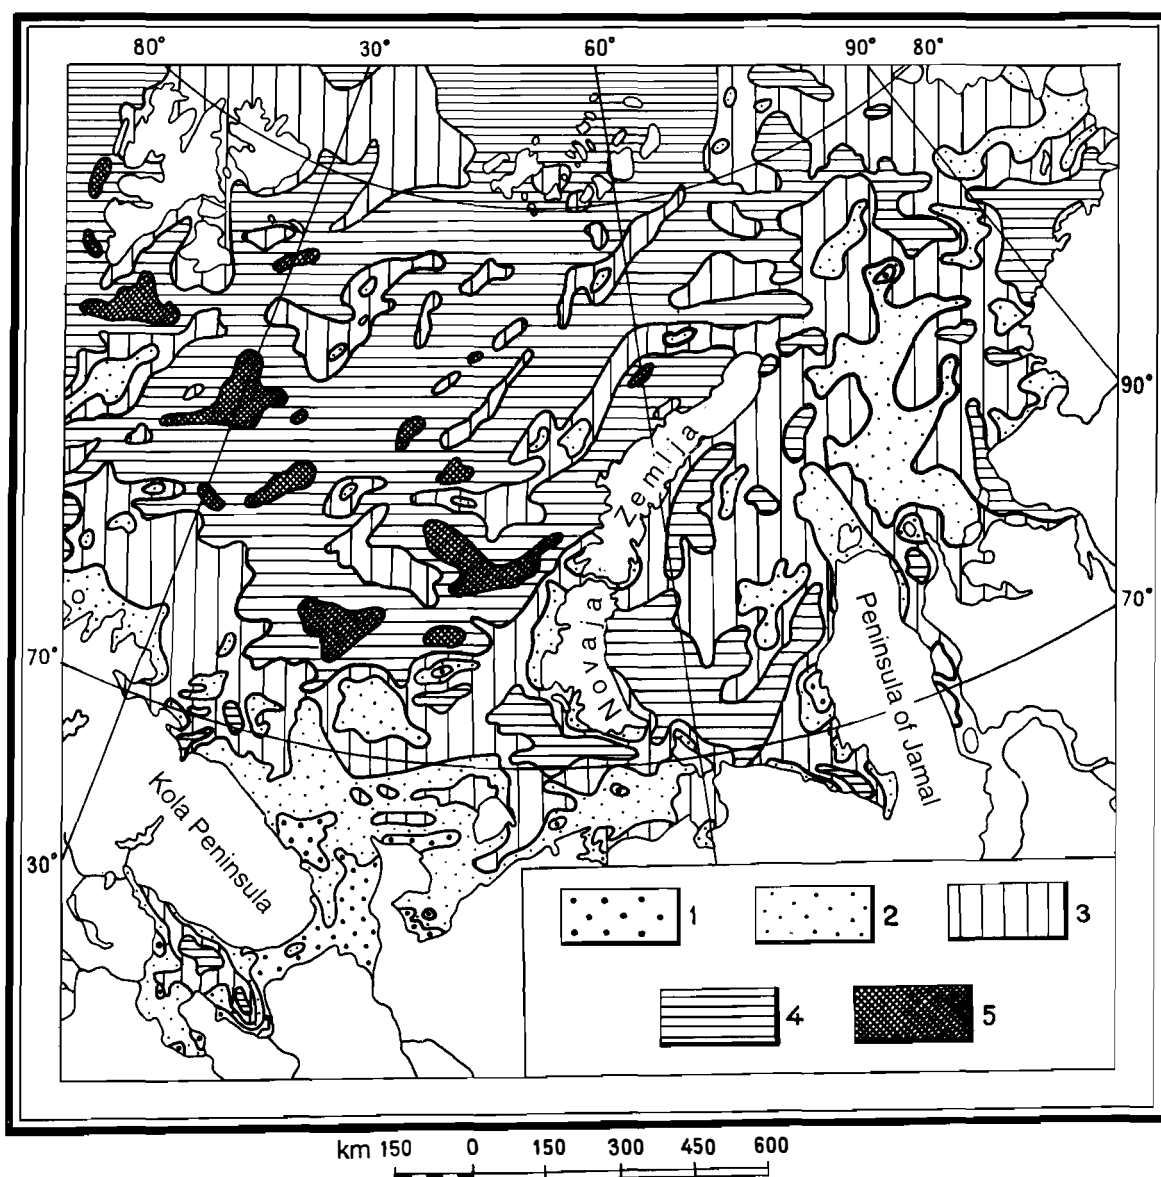 80° 30° 60° 90° 80°
90°
Novaja Zemlja
70°
Peninsula of Jamal
70°
Kola Peninsula
30°
1 2 3
4 5
km 150 0 150 300 450 600